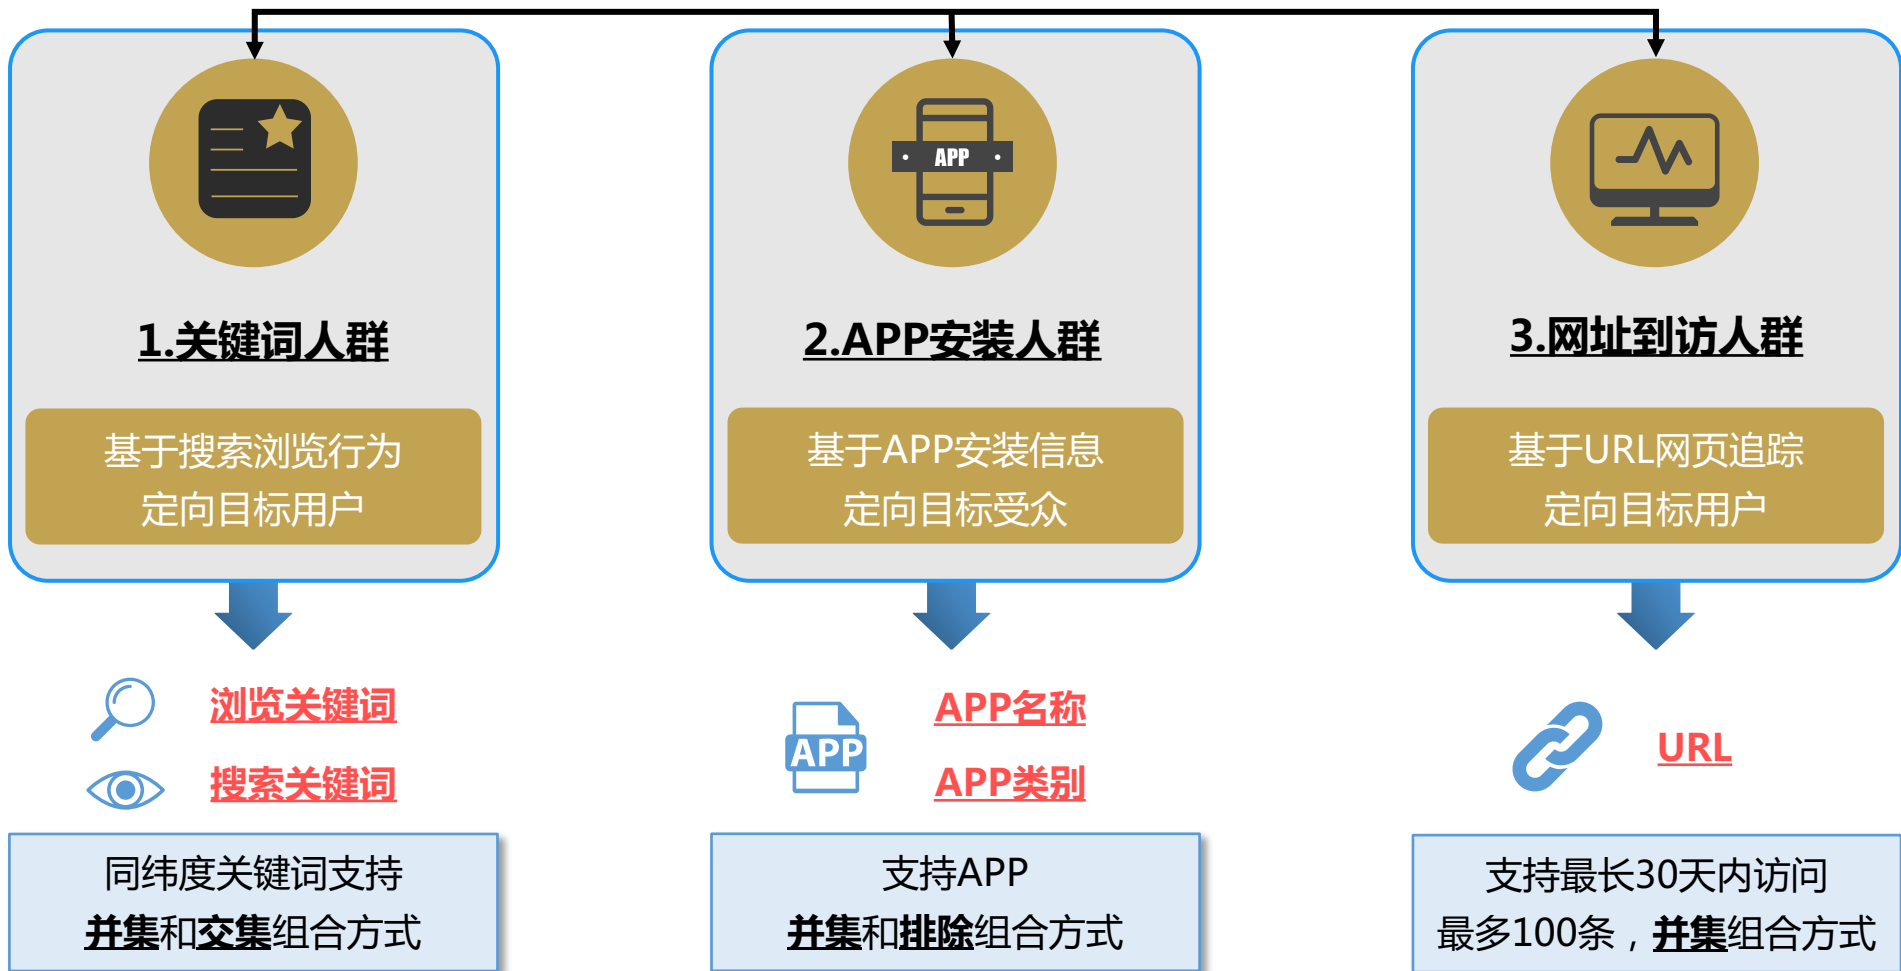 1.关键词人群
基于搜索浏览行为
定向目标用户
浏览关键词
搜索关键词
同纬度关键词支持
并集和交集组合方式
APP
2.APP安装人群
基于APP安装信息
定向目标受众
APP
APP名称
APP类别
支持APP
并集和排除组合方式
3.网址到访人群
基于URL网页追踪
定向目标用户
URL
支持最长30天内访问
最多100条，并集组合方式